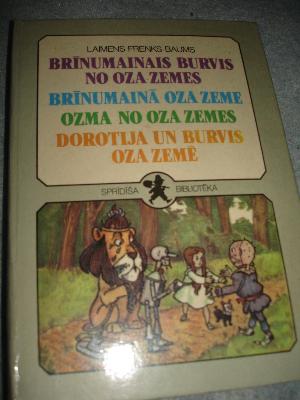 LAIMENS FRENKS BAUMS
BRĪNUMAINAIS BURVIS
NO OZA ZEMES
BRĪNUMAINĀ OZA ZEME
OZMA NO OZA ZEMES
DOROTIJA UN BURVIS
OZA ZEMĒ
SPRĪDĪŠA BIBLIOTĒKA